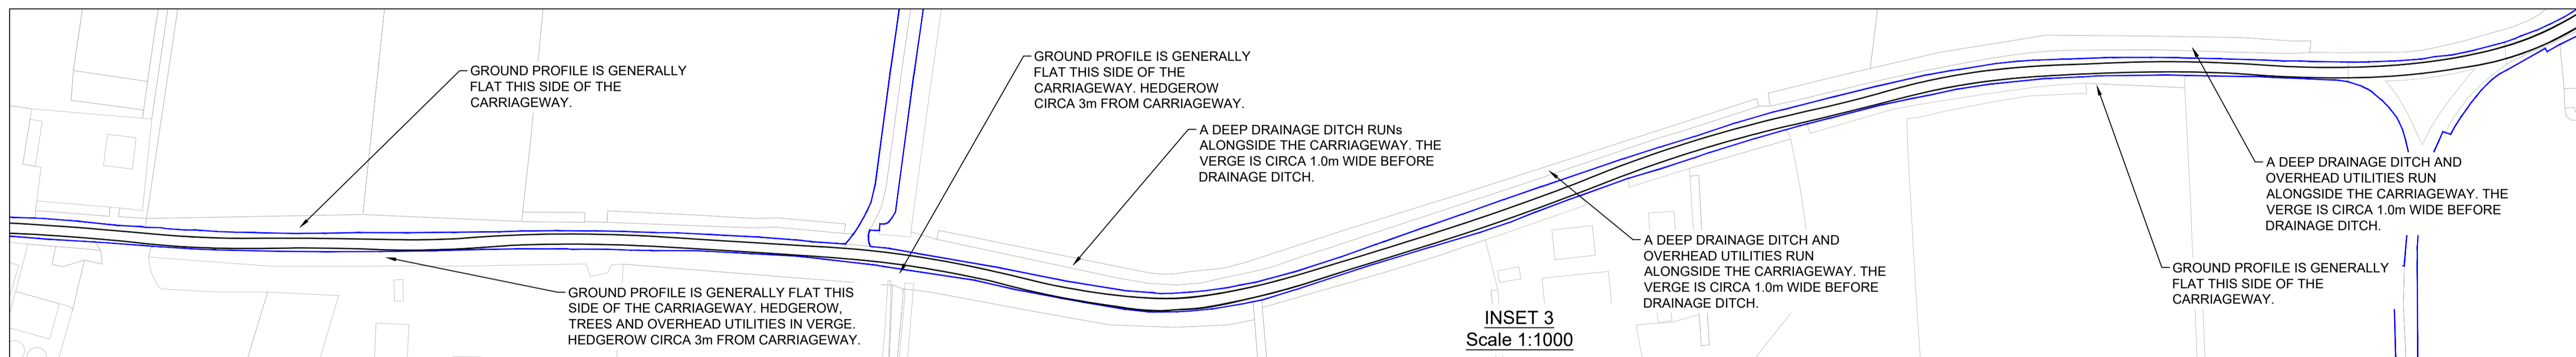 GROUND PROFILE IS GENERALLY
FLAT THIS SIDE OF THE
CARRIAGEWAY.
GROUND PROFILE IS GENERALLY FLAT THIS
SIDE OF THE CARRIAGEWAY. HEDGEROW,
TREES AND OVERHEAD UTILITIES IN VERGE.
HEDGEROW CIRCA 3m FROM CARRIAGEWAY.
GROUND PROFILE IS GENERALLY
FLAT THIS SIDE OF THE
CARRIAGEWAY. HEDGEROW
CIRCA 3m FROM CARRIAGEWAY.
A DEEP DRAINAGE DITCH RUNs
ALONGSIDE THE CARRIAGEWAY. THE
VERGE IS CIRCA 1.0m WIDE BEFORE
DRAINAGE DITCH.
A DEEP DRAINAGE DITCH AND
OVERHEAD UTILITIES RUN
ALONGSIDE THE CARRIAGEWAY. THE
VERGE IS CIRCA 1.0m WIDE BEFORE
DRAINAGE DITCH.
INSET 3
Scale 1:1000
A DEEP DRAINAGE DITCH AND
OVERHEAD UTILITIES RUN
ALONGSIDE THE CARRIAGEWAY. THE
VERGE IS CIRCA 1.0m WIDE BEFORE
DRAINAGE DITCH.
GROUND PROFILE IS GENERALLY
FLAT THIS SIDE OF THE
CARRIAGEWAY.